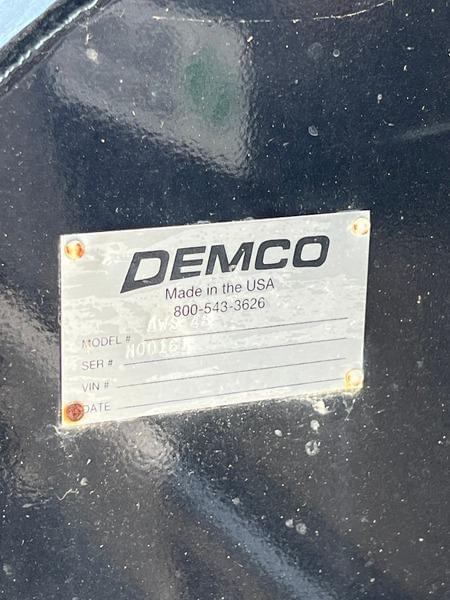 DEMCO
Made in the USA
800-543-3626
MODEL #
SER #
VIN #
DATE